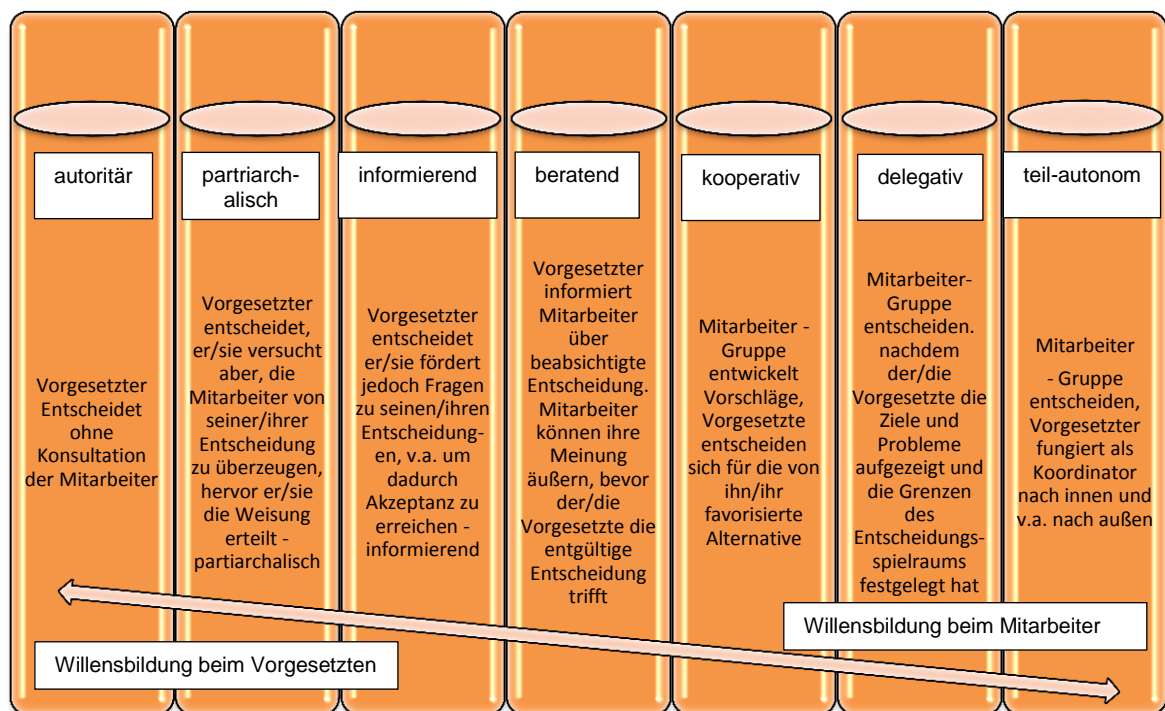 autoritär
Vorgesetzter
Entscheidet
ohne
Konsultation
der Mitarbeiter
partriarch-
alisch
Vorgesetzter
entscheidet,
er/sie versucht
aber, die
Mitarbeiter von
seiner/ihrer
Entscheidung
zu überzeugen,
hervor er/sie
die Weisung
erteilt -
partiarchalisch
informierend
Vorgesetzter
entscheidet
er/sie fördert
jedoch Fragen
zu seinen/ihren
Entscheidung-
en, v.a. um
dadurch
Akzeptanz zu
erreichen -
informierend
beratend
Vorgesetzter
informiert
Mitarbeiter
über
beabsichtigte
Entscheidung.
Mitarbeiter
können ihre
Meinung
äußern, bevor
der/die
Vorgesetzte die
entgültige
Entscheidung
trifft
kooperativ
Mitarbeiter -
Gruppe
entwickelt
Vorschläge,
Vorgesetzte
entscheiden
sich für die von
ihn/ihr
favorisierte
Alternative
delegativ
Mitarbeiter-
Gruppe
entscheiden.
nachdem
der/die
Vorgesetzte die
Ziele und
Probleme
aufgezeigt und
die Grenzen
des
Entscheidungs-
spielraums
festgelegt hat
teil-autonom
Mitarbeiter
- Gruppe
entscheiden,
Vorgesetzter
fungiert als
Koordinator
nach innen und
v.a. nach außen
Willensbildung beim Mitarbeiter
Willensbildung beim Vorgesetzten